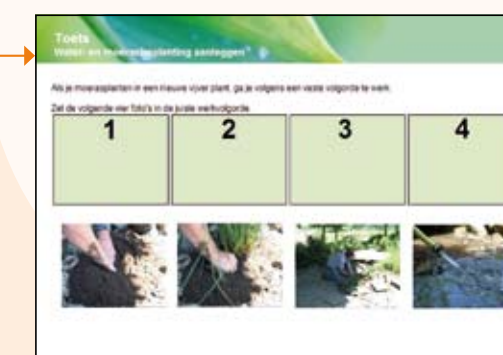 Toets
Water- en moerasbeplanting aanleggen
Als je moerasplanten in een nieuwe vijver plant, ga je volgens een vaste volgorde te werk.
Zet de volgende vier foto's in de juiste werkvolgorde.
1 2 3 4